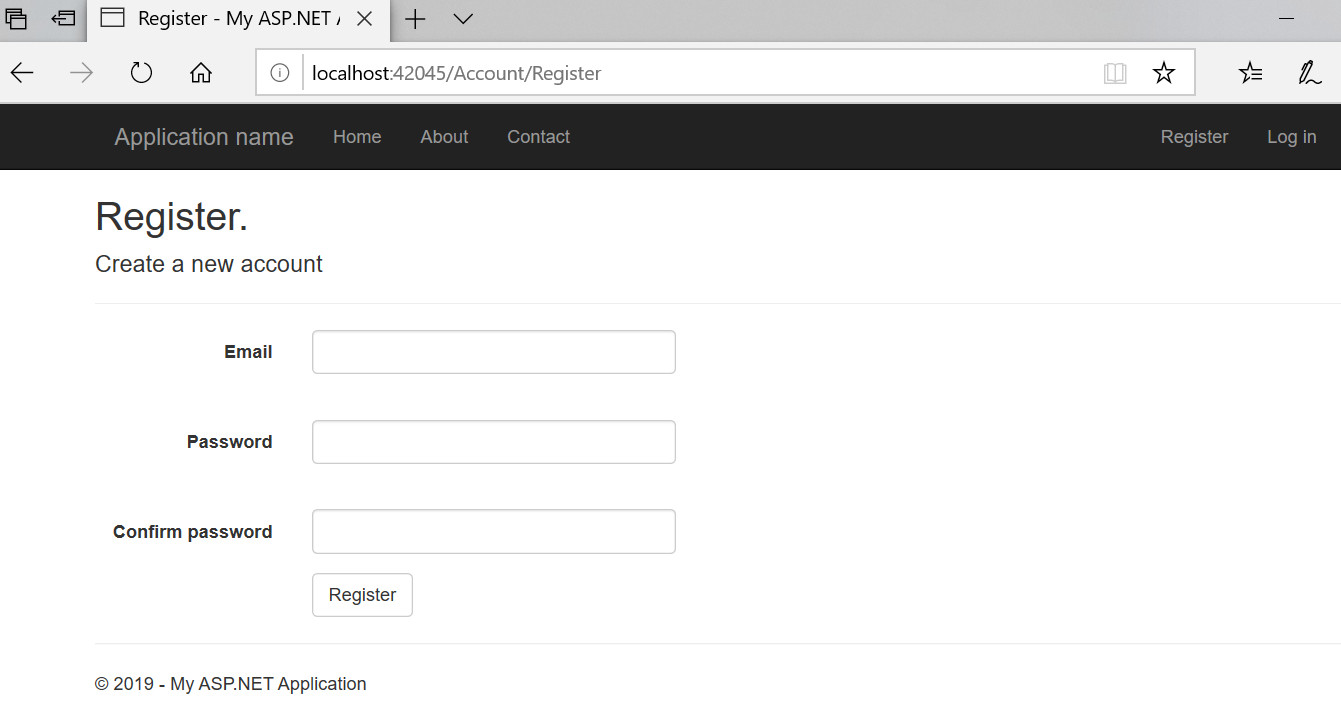 Register - My ASP.NET
localhost:42045/Account/Register
Application name Home About Contact Register Log in
Register.
Create a new account
Email
Password
Confirm password
Register
© 2019 - My ASP.NET Application